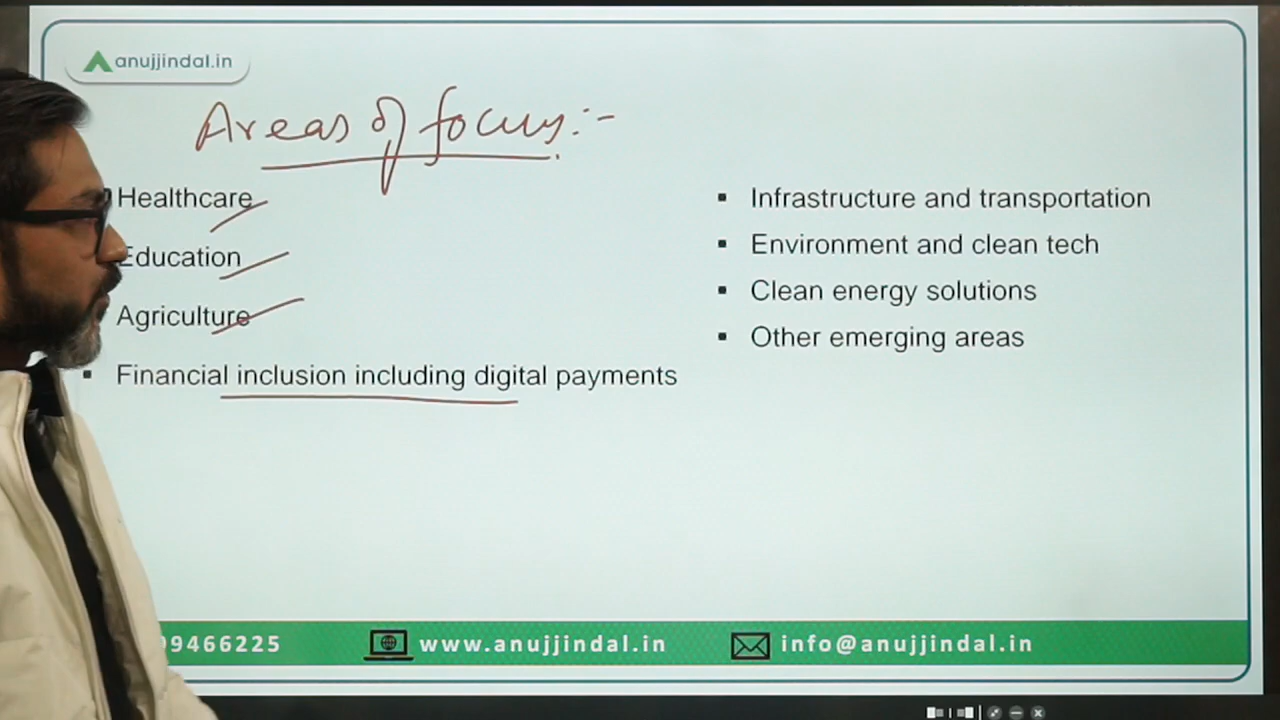 anujjindal.in
Areas of focus:-
Healthcare
Education
Agriculture
▪ Financial inclusion including digital payments
▪ Infrastructure and transportation
▪ Environment and clean tech
▪ Clean energy solutions
▪ Other emerging areas
99466225
www.anujjindal.in
info@anujjindal.in